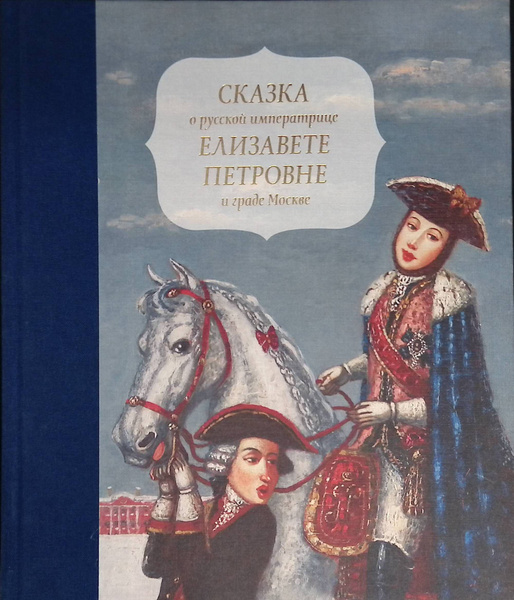 СКАЗКА
о русской императрице
ЕЛИЗАВЕТЕ
ПЕТРОВНЕ
и граде Москве